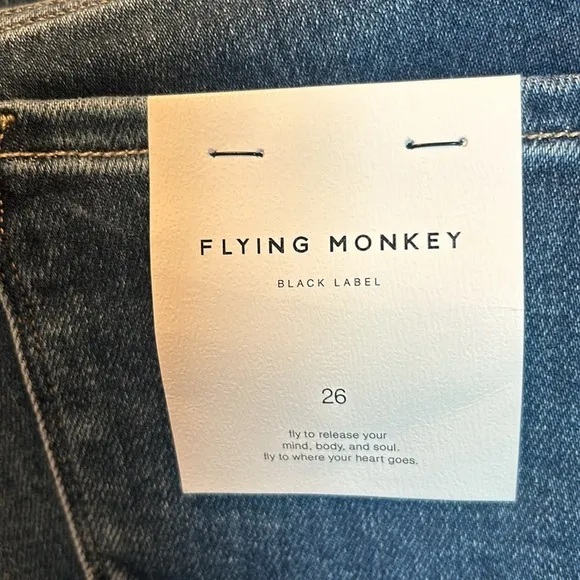 FLYING MONKEY
BLACK LABEL
26
fly to release your
mind, body, and soul.
fly to where your heart goes.